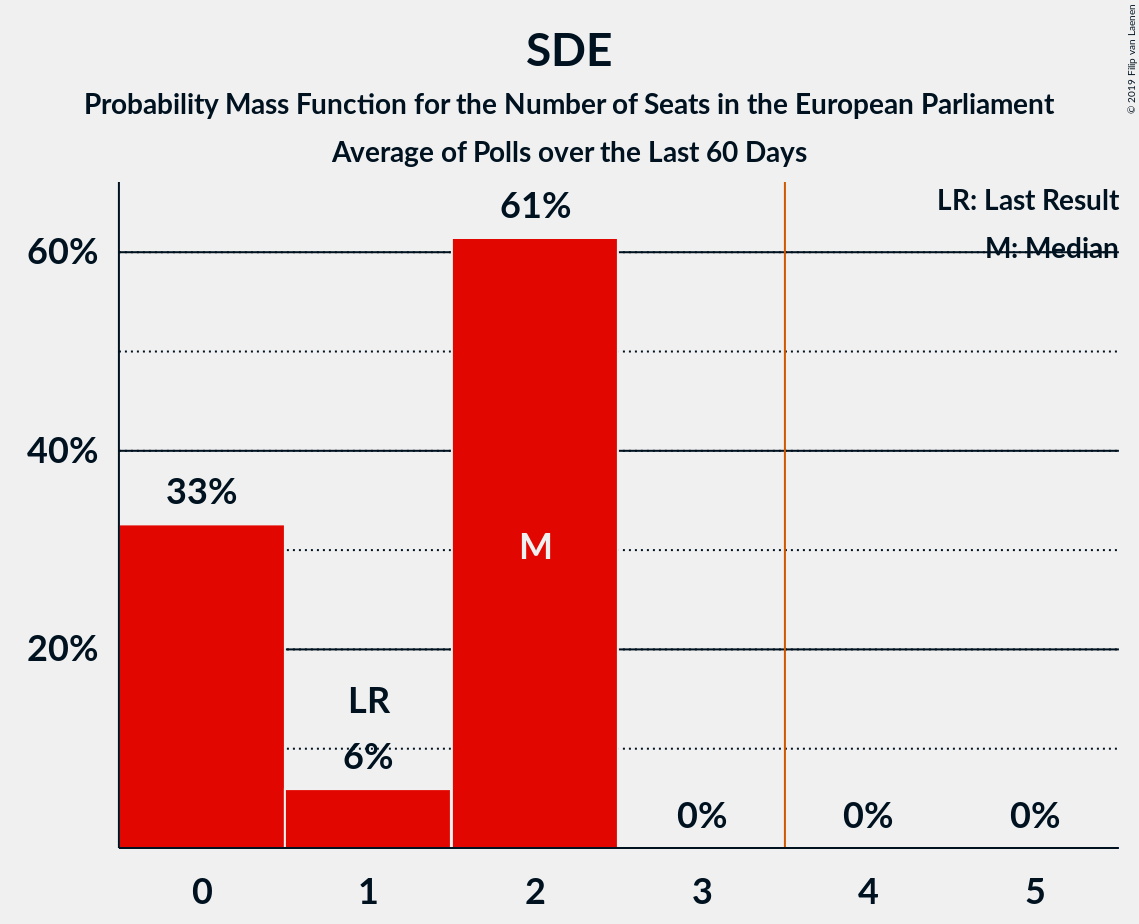 SDE
Probability Mass Function for the Number of Seats in the European Parliament
Average of Polls over the Last 60 Days
© 2019 Filip van Laenen
LR: Last Result
M: Median
60%
40%
20%
33%
LR
6%
61%
M
0%
0%
0%
0
1
2
3
4
5